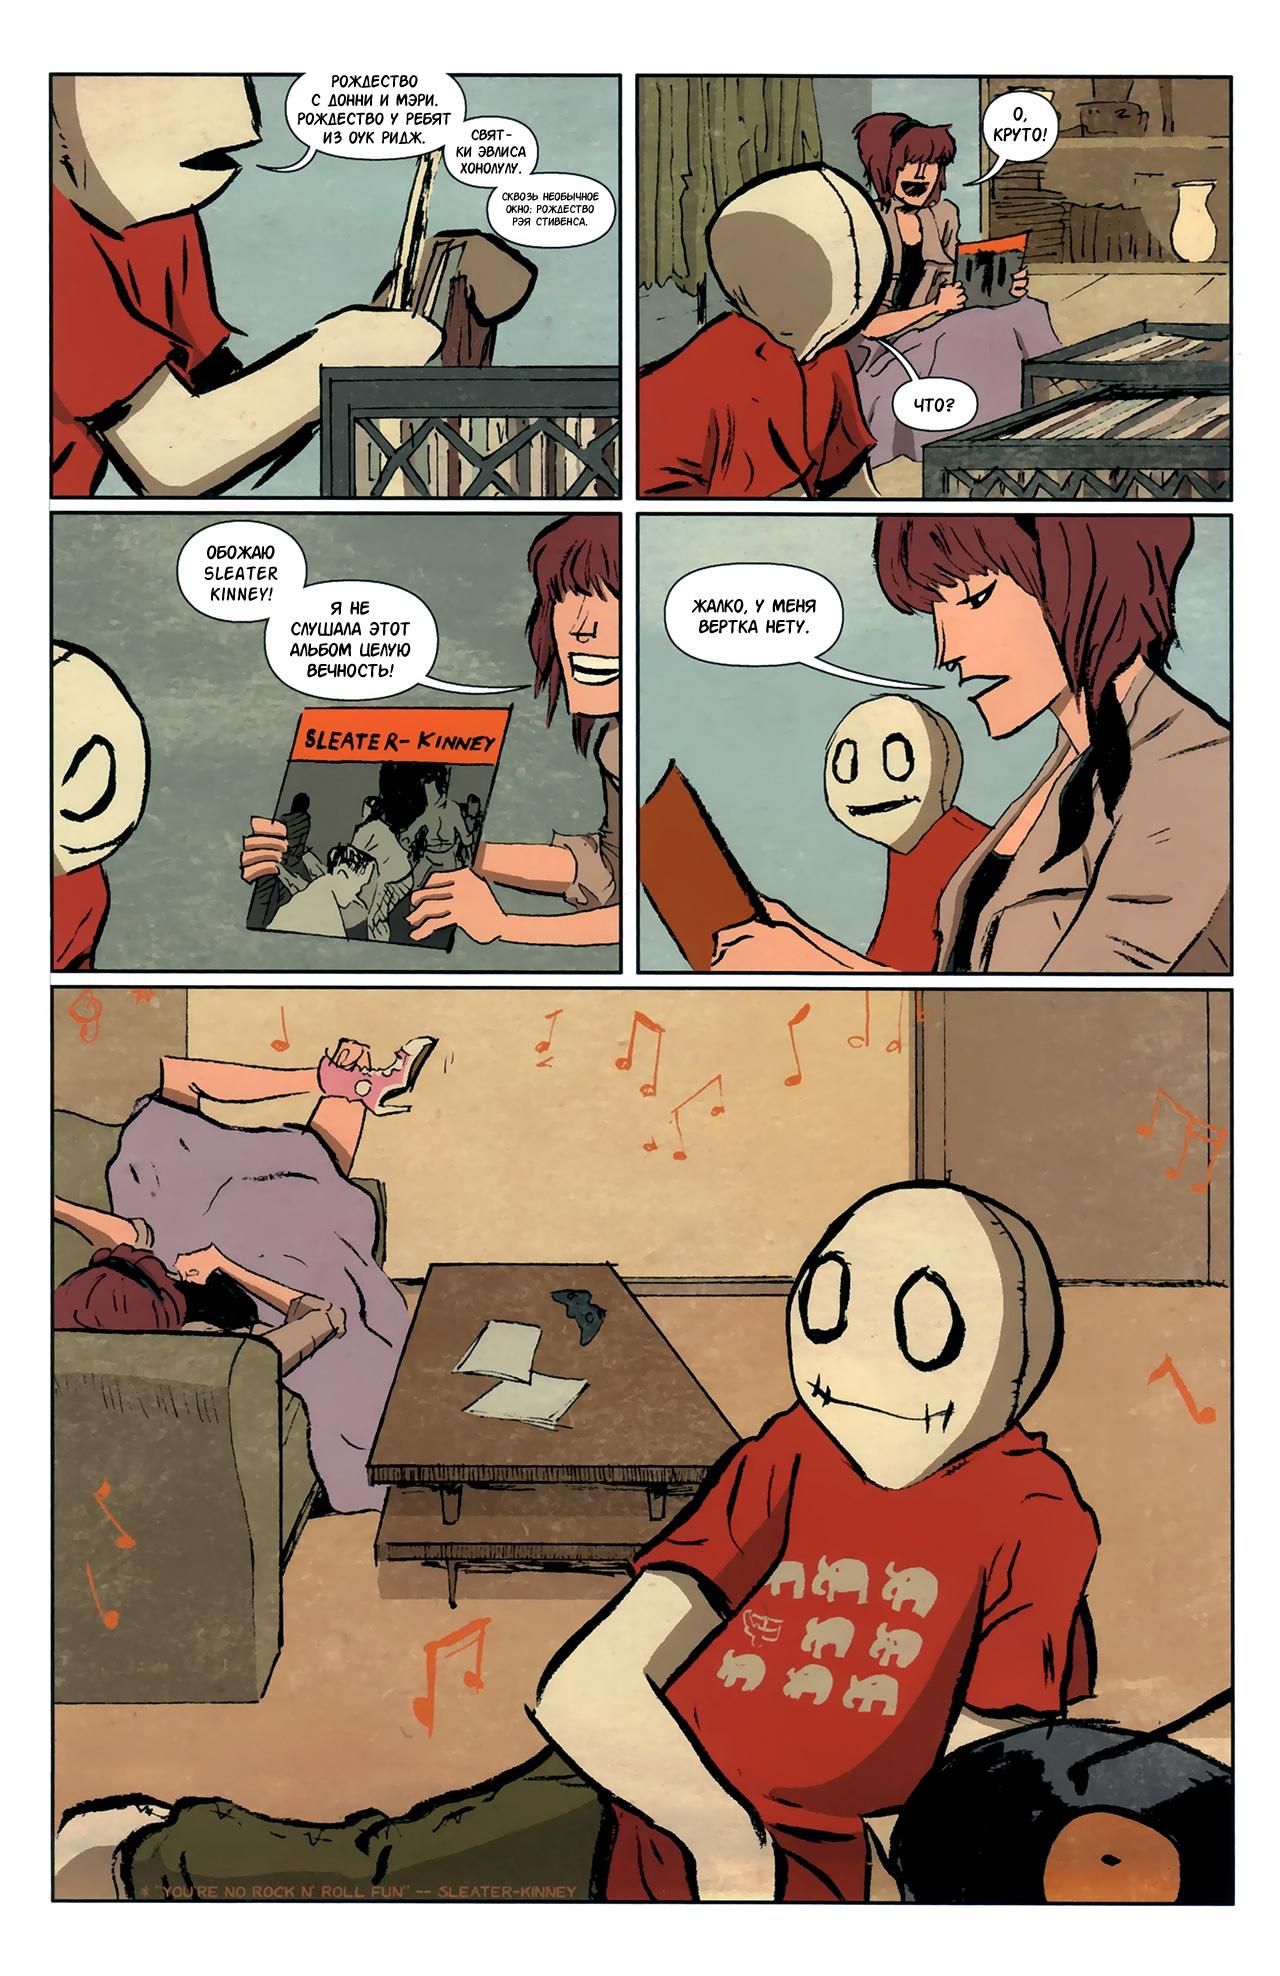 РОЖДЕСТВО
С ДОННИ И МЭРИ.
РОЖДЕСТВО У РЕБЯТ
ИЗ ОУК РИДЖ.
СВЯТ-
КИ ЭВЛИСА
ХОНОЛУЛУ.
СКВОЗЬ НЕОБЫЧНОЕ
ОКНО: РОЖДЕСТВО
РЭЯ СТИВЕНСА.
О,
КРУТО!
ЧТО?
ОБОЖАЮ
SLEATER
KINNEY!
Я НЕ
СЛУШАЛА ЭТОТ
АЛЬБОМ ЦЕЛУЮ
ВЕЧНОСТЬ!
SLEATER-KINNEY
ЖАЛКО, У МЕНЯ
ВЕРТКА НЕТУ.
* "YOU'RE NO ROCK N' ROLL FUN" -- SLEATER-KINNEY